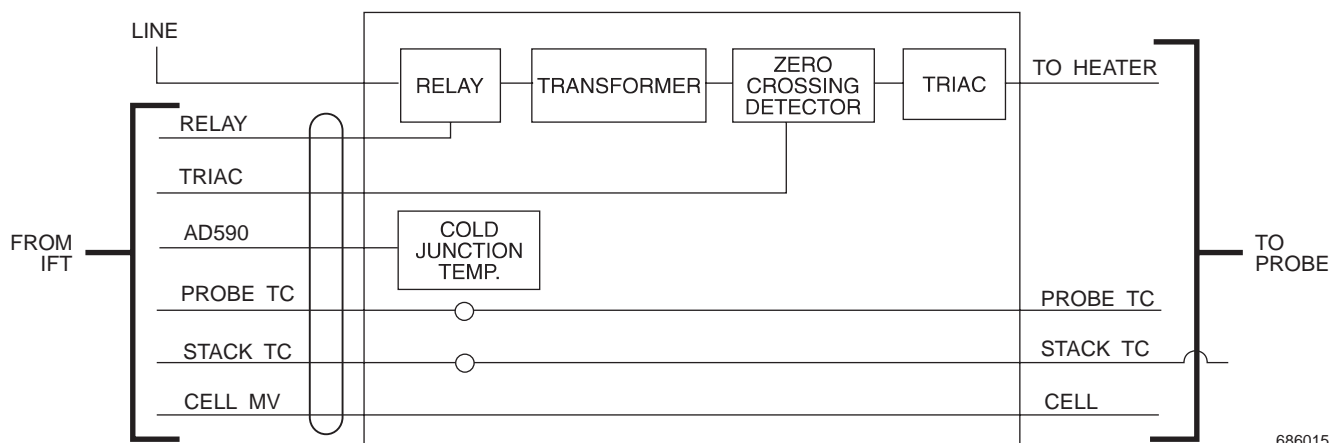 LINE
RELAY
TRANSFORMER
ZERO
CROSSING
DETECTOR
TRIAC
TO HEATER
RELAY
TRIAC
AD590
COLD
JUNCTION
TEMP.
FROM
IFT
TO
PROBE
PROBE TC
PROBE TC
STACK TC
STACK TC
CELL MV
CELL
686015